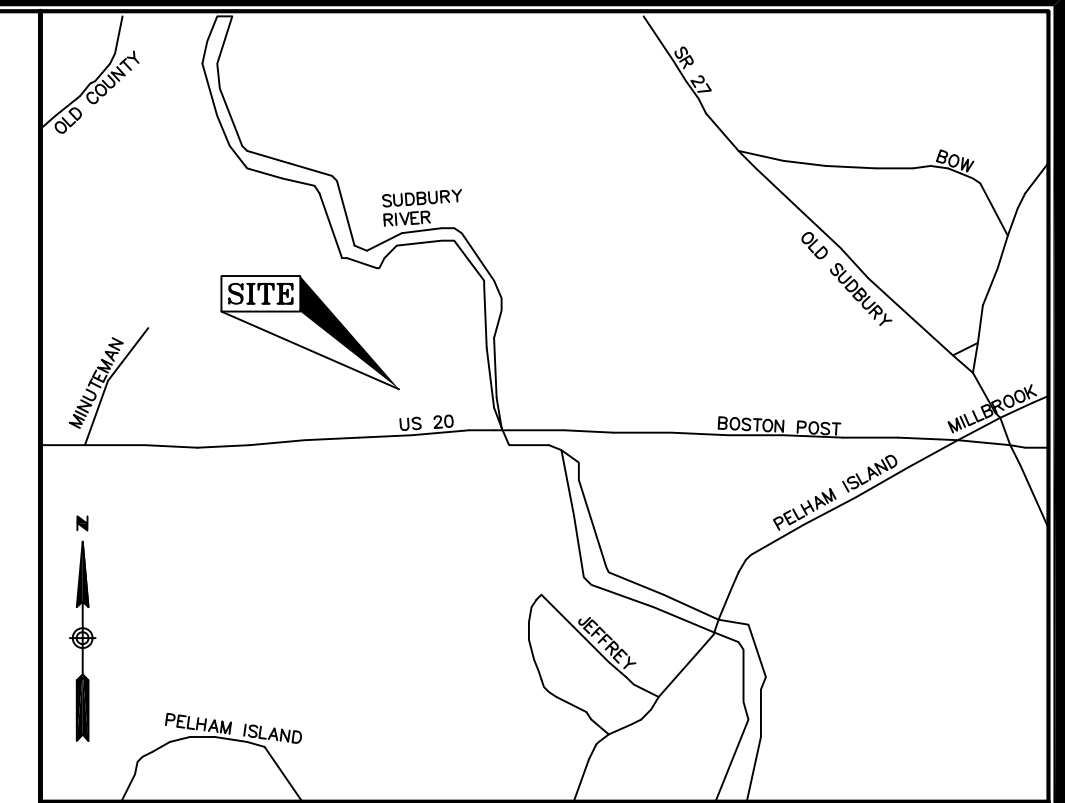 OLD COUNTY
SR 27
BOW
SUDBURY
RIVER
OLD SUDBURY
SITE
MINUTEMAN
US 20
BOSTON POST
MILLBROOK
PELHAM ISLAND
N
JEFFREY
PELHAM ISLAND